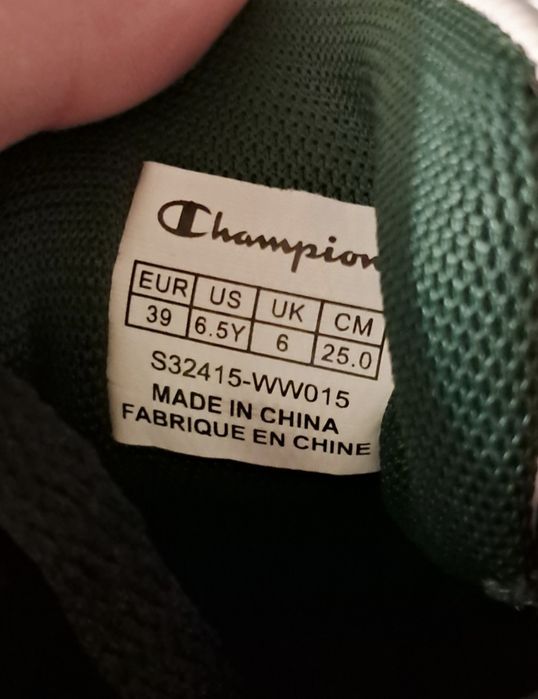 Champion
EUR US UK CM
39 6.5Y 6 25.0
S32415-WW015
MADE IN CHINA
FABRIQUE EN CHINE